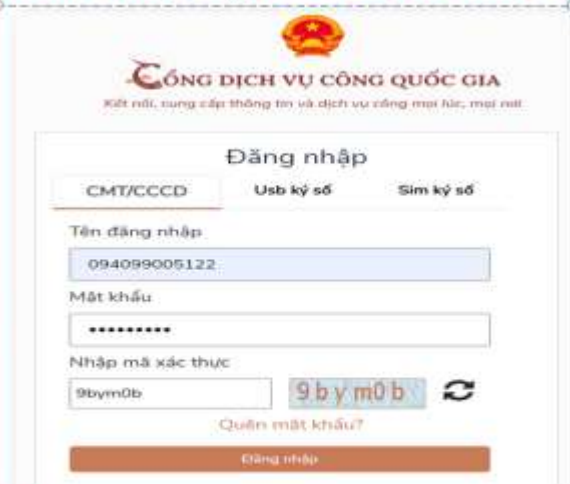 CỔNG DỊCH VỤ CÔNG QUỐC GIA
Kết nối, cung cấp thông tin và dịch vụ công mọi lúc, mọi nơi
Đăng nhập
CMT/CCCD Usb ký số Sim ký số
Tên đăng nhập
094099005122
Mật khẩu
•••••••••
Nhập mã xác thực
9bym0b 9bym0b
Quên mật khẩu?
Đăng nhập